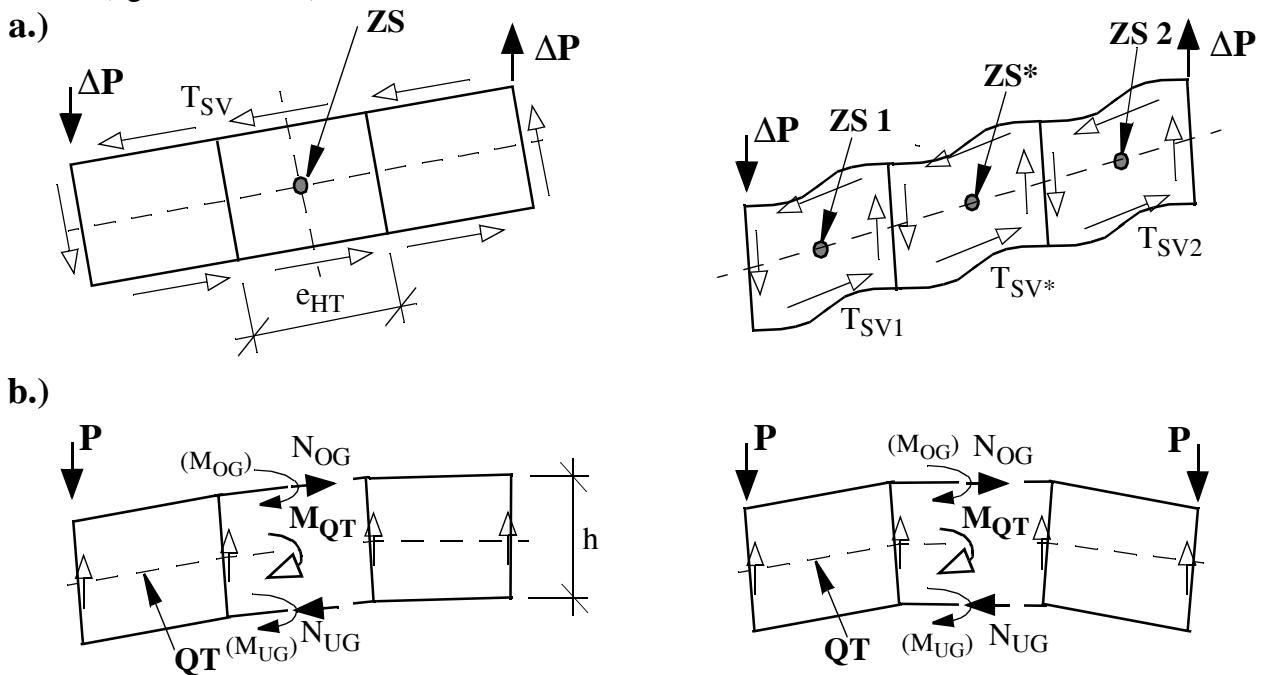 a.)
ZS
ΔP
ΔP
T_SV
e_HT
ZS 2
ΔP
ZS*
ZS 1
ΔP
T_SV2
T_SV*
T_SV1
b.)
P
(M_OG)
N_OG
M_QT
h
QT
(M_UG)
N_UG
P
(M_OG)
N_OG
P
M_QT
QT
(M_UG)
N_UG